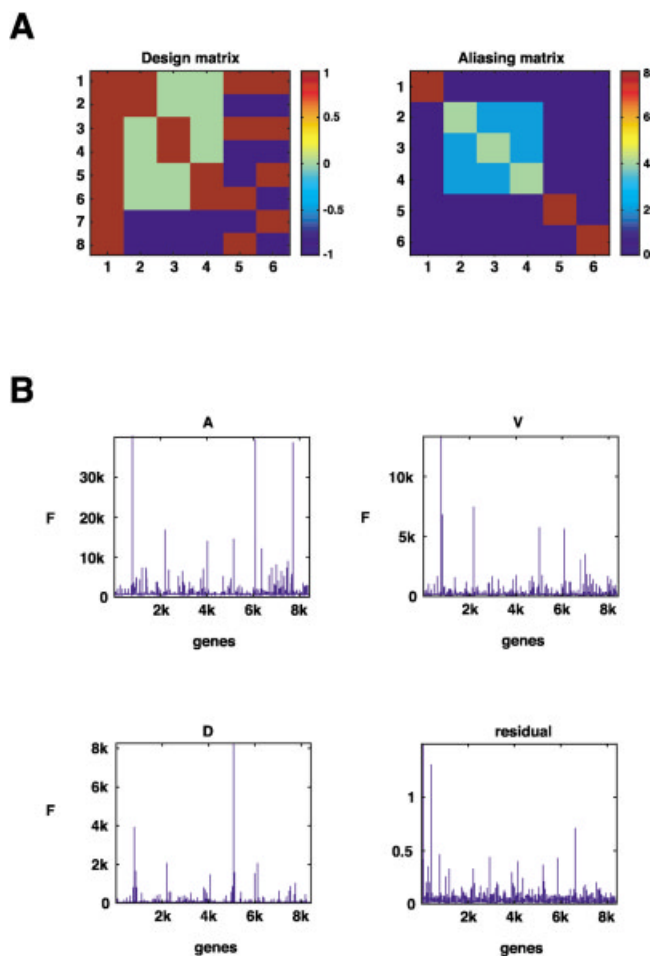 A
Design matrix
1
2
3
4
5
6
7
8
1 2 3 4 5 6
1
0.5
0
-0.5
-1
Aliasing matrix
1
2
3
4
5
6
1 2 3 4 5 6
8
6
4
2
0
B
A
F
30k
20k
10k
0
2k 4k 6k 8k
genes
V
F
10k
5k
0
2k 4k 6k 8k
genes
D
F
8k
6k
4k
2k
0
2k 4k 6k 8k
genes
residual
1
0.5
0
2k 4k 6k 8k
genes